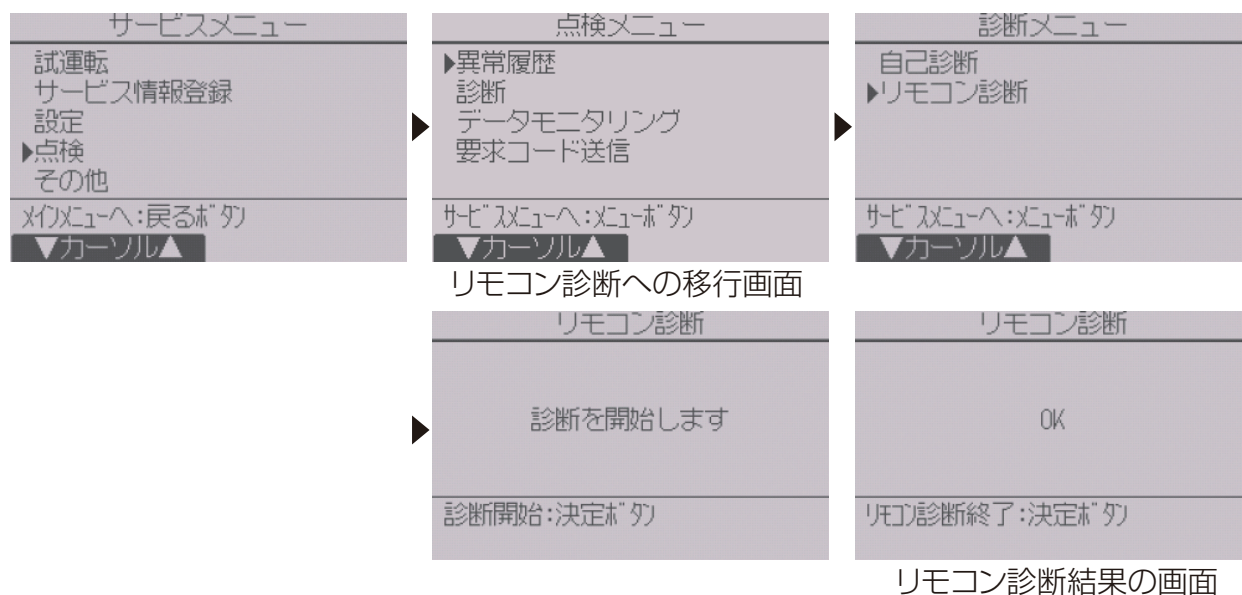 サービスメニュー
試運転
サービス情報登録
設定
▶点検
その他
ﾒｲﾝﾒﾆｭｰへ:戻るﾎﾞﾀﾝ
▼カーソル▲
▶
点検メニュー
▶異常履歴
診断
データモニタリング
要求コード送信
ｻｰﾋﾞｽﾒﾆｭｰへ:ﾒﾆｭｰﾎﾞﾀﾝ
▼カーソル▲
▶
診断メニュー
自己診断
▶リモコン診断
ｻｰﾋﾞｽﾒﾆｭｰへ:ﾒﾆｭｰﾎﾞﾀﾝ
▼カーソル▲
リモコン診断への移行画面
▶
リモコン診断
診断を開始します
診断開始:決定ﾎﾞﾀﾝ
リモコン診断
OK
ﾘﾓｺﾝ診断終了:決定ﾎﾞﾀﾝ
リモコン診断結果の画面